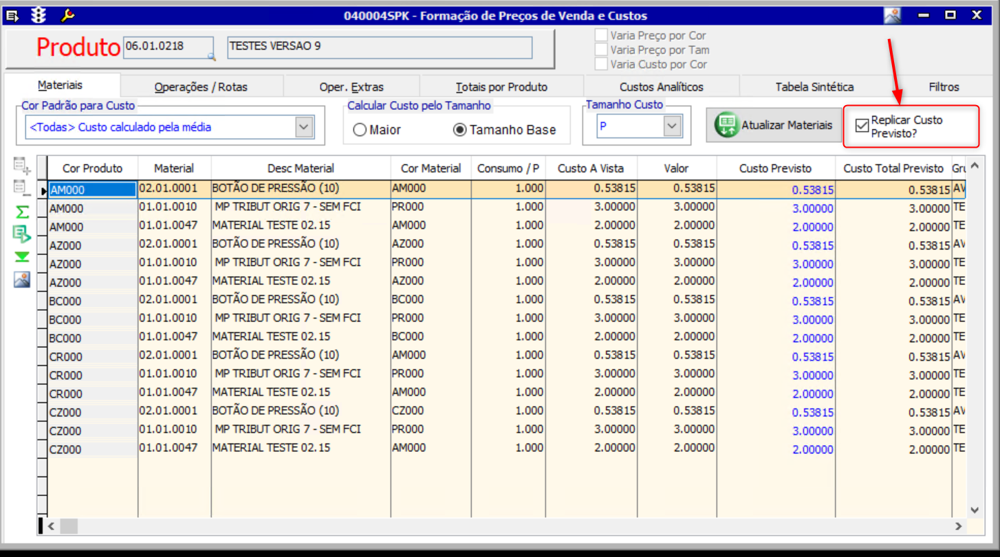 040004SPK - Formação de Preços de Venda e Custos
Produto 06.01.0218 TESTES VERSAO 9
Varia Preço por Cor
Varia Preço por Tam
Varia Custo por Cor
Materiais Operações / Rotas Oper. Extras Totais por Produto Custos Analíticos Tabela Sintética Filtros
Cor Padrão para Custo Calcular Custo pelo Tamanho Tamanho Custo
<Todas> Custo calculado pela média Maior Tamanho Base P Atualizar Materiais Replicar Custo
Previsto?
Cor Produto Material Desc Material Cor Material Consumo / P Custo A Vista Valor Custo Previsto Custo Total Previsto Gru
AM000 02.01.0001 BOTÃO DE PRESSÃO (10) AM000 1.000 0.53815 0.53815 0.53815 0.53815 AV
AM000 01.01.0010 MP TRIBUT ORIG 7 - SEM FCI PR000 1.000 3.00000 3.00000 3.00000 3.00000 TE
AM000 01.01.0047 MATERIAL TESTE 02.15 AM000 1.000 2.00000 2.00000 2.00000 2.00000 TE
AZ000 02.01.0001 BOTÃO DE PRESSÃO (10) AZ000 1.000 0.53815 0.53815 0.53815 0.53815 AV
AZ000 01.01.0010 MP TRIBUT ORIG 7 - SEM FCI PR000 1.000 3.00000 3.00000 3.00000 3.00000 TE
AZ000 01.01.0047 MATERIAL TESTE 02.15 AZ000 1.000 2.00000 2.00000 2.00000 2.00000 TE
BC000 02.01.0001 BOTÃO DE PRESSÃO (10) BC000 1.000 0.53815 0.53815 0.53815 0.53815 AV
BC000 01.01.0010 MP TRIBUT ORIG 7 - SEM FCI PR000 1.000 3.00000 3.00000 3.00000 3.00000 TE
BC000 01.01.0047 MATERIAL TESTE 02.15 BC000 1.000 2.00000 2.00000 2.00000 2.00000 TE
CR000 02.01.0001 BOTÃO DE PRESSÃO (10) AM000 1.000 0.53815 0.53815 0.53815 0.53815 AV
CR000 01.01.0010 MP TRIBUT ORIG 7 - SEM FCI PR000 1.000 3.00000 3.00000 3.00000 3.00000 TE
CR000 01.01.0047 MATERIAL TESTE 02.15 AM000 1.000 2.00000 2.00000 2.00000 2.00000 TE
CZ000 02.01.0001 BOTÃO DE PRESSÃO (10) CZ000 1.000 0.53815 0.53815 0.53815 0.53815 AV
CZ000 01.01.0010 MP TRIBUT ORIG 7 - SEM FCI PR000 1.000 3.00000 3.00000 3.00000 3.00000 TE
CZ000 01.01.0047 MATERIAL TESTE 02.15 AM000 1.000 2.00000 2.00000 2.00000 2.00000 TE